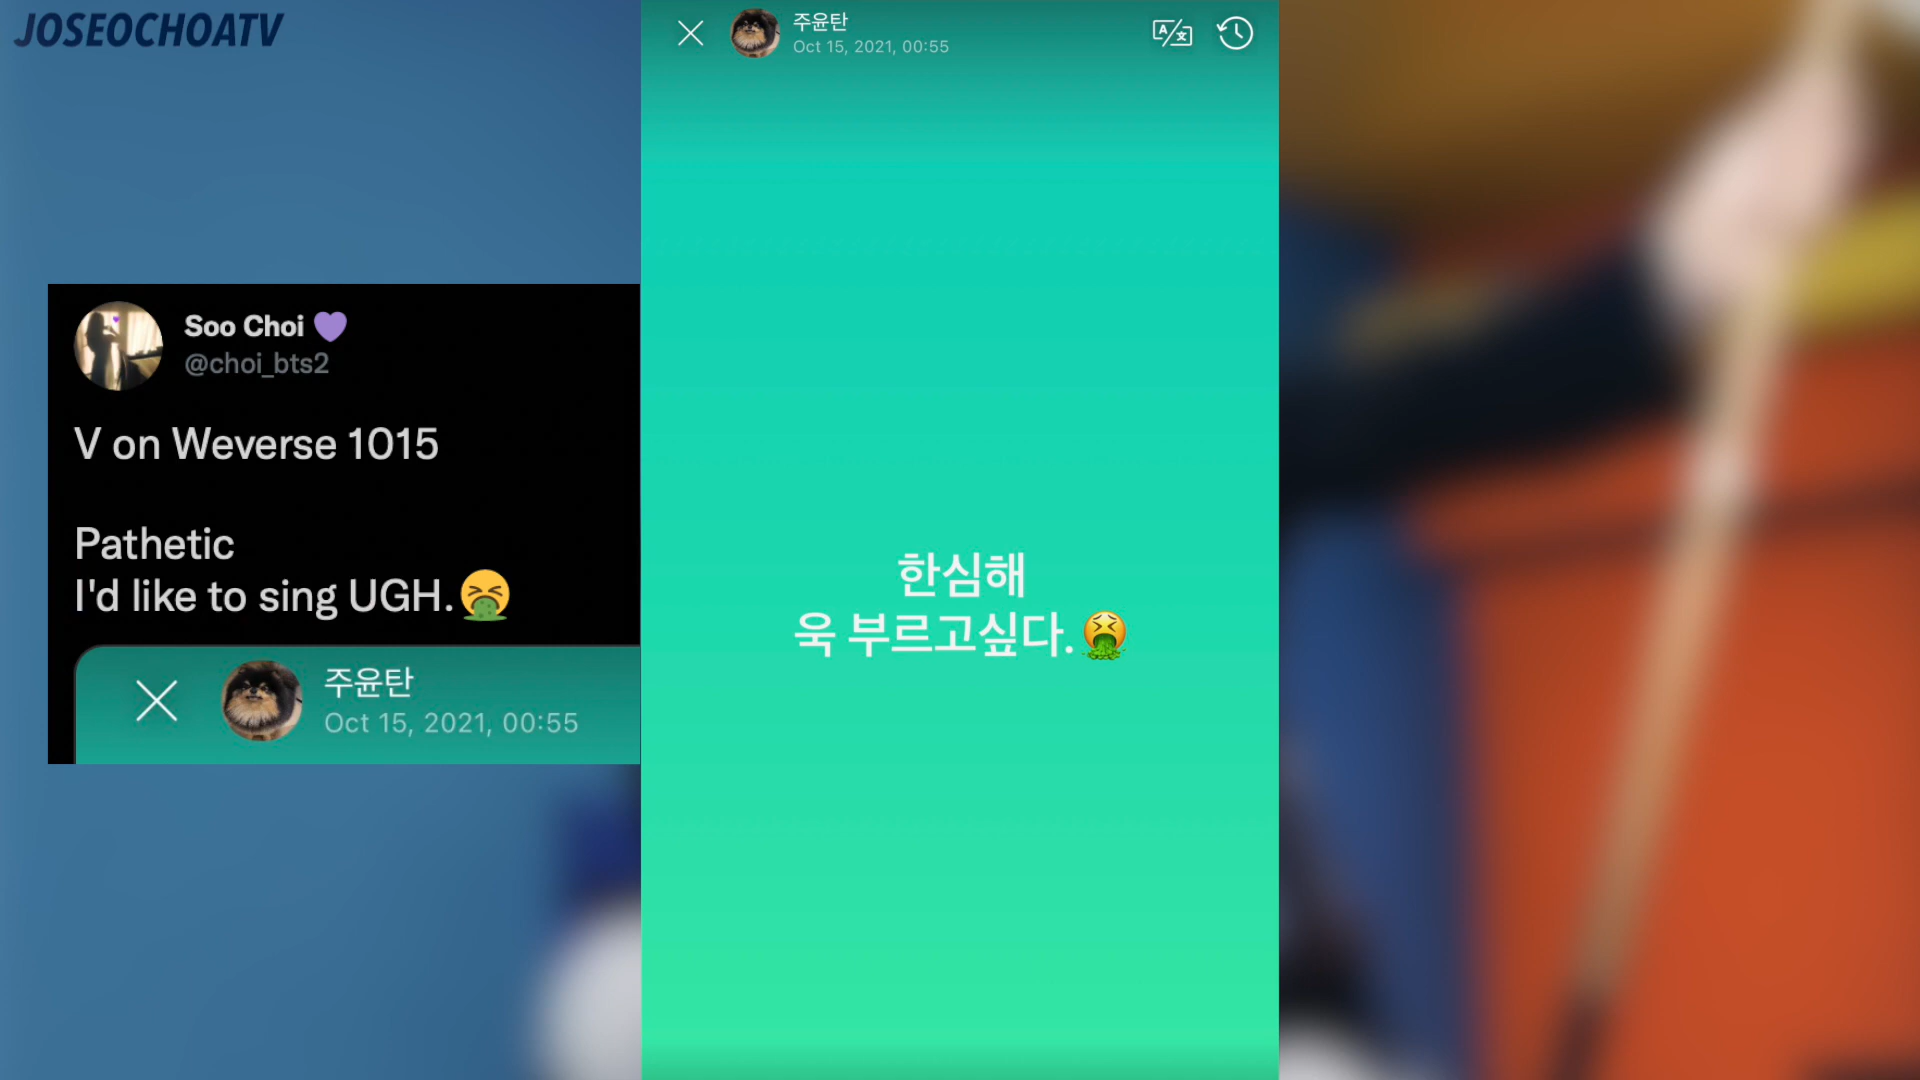 JOSEOCHOATV
Soo Choi 💜
@choi_bts2
V on Weverse 1015
Pathetic
I'd like to sing UGH.🤮
주윤탄
Oct 15, 2021, 00:55
주윤탄
Oct 15, 2021, 00:55
한심해
욱 부르고싶다.🤮